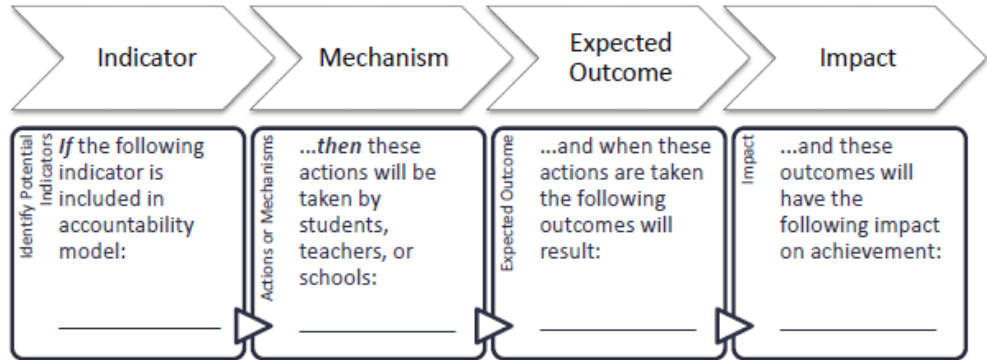 Indicator
Mechanism
Expected
Outcome
Impact
Identify Potential
Indicators
If the following
indicator is
included in
accountability
model:
Actions or Mechanisms
...then these
actions will be
taken by
students,
teachers, or
schools:
Expected Outcome
...and when these
actions are taken
the following
outcomes will
result:
Impact
...and these
outcomes will
have the
following impact
on achievement: